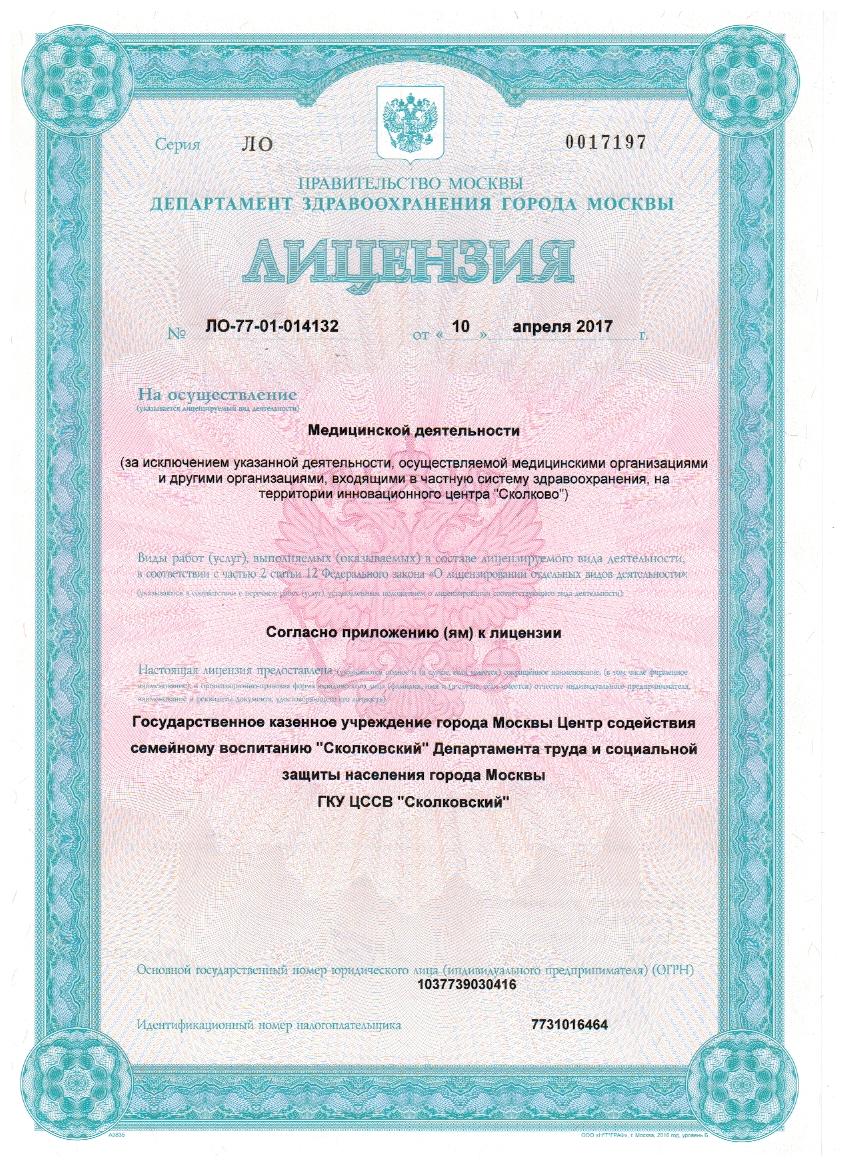 Серия ЛО 0017197
ПРАВИТЕЛЬСТВО МОСКВЫ
ДЕПАРТАМЕНТ ЗДРАВООХРАНЕНИЯ ГОРОДА МОСКВЫ
ЛИЦЕНЗИЯ
№ ЛО-77-01-014132 от « 10 » апреля 2017 г.
На осуществление
(указывается лицензируемый вид деятельности)
Медицинской деятельности
(за исключением указанной деятельности, осуществляемой медицинскими организациями
и другими организациями, входящими в частную систему здравоохранения, на
территории инновационного центра "Сколково")
Виды работ (услуг), выполняемых (оказываемых) в составе лицензируемого вида деятельности,
в соответствии с частью 2 статьи 12 Федерального закона «О лицензировании отдельных видов деятельности»:
(указываются в соответствии с перечнем работ (услуг), установленным положением о лицензировании соответствующего вида деятельности)
Согласно приложению (ям) к лицензии
Настоящая лицензия предоставлена (указываются полное и (в случае, если имеется) сокращённое наименование, (в том числе фирменное
наименование), и организационно-правовая форма юридического лица (фамилия, имя и (в случае, если имеется) отчество индивидуального предпринимателя,
наименование и реквизиты документа, удостоверяющего его личность)
Государственное казенное учреждение города Москвы Центр содействия
семейному воспитанию "Сколковский" Департамента труда и социальной
защиты населения города Москвы
ГКУ ЦССВ "Сколковский"
Основной государственный номер юридического лица (индивидуального предпринимателя) (ОГРН)
1037739030416
Идентификационный номер налогоплательщика 7731016464